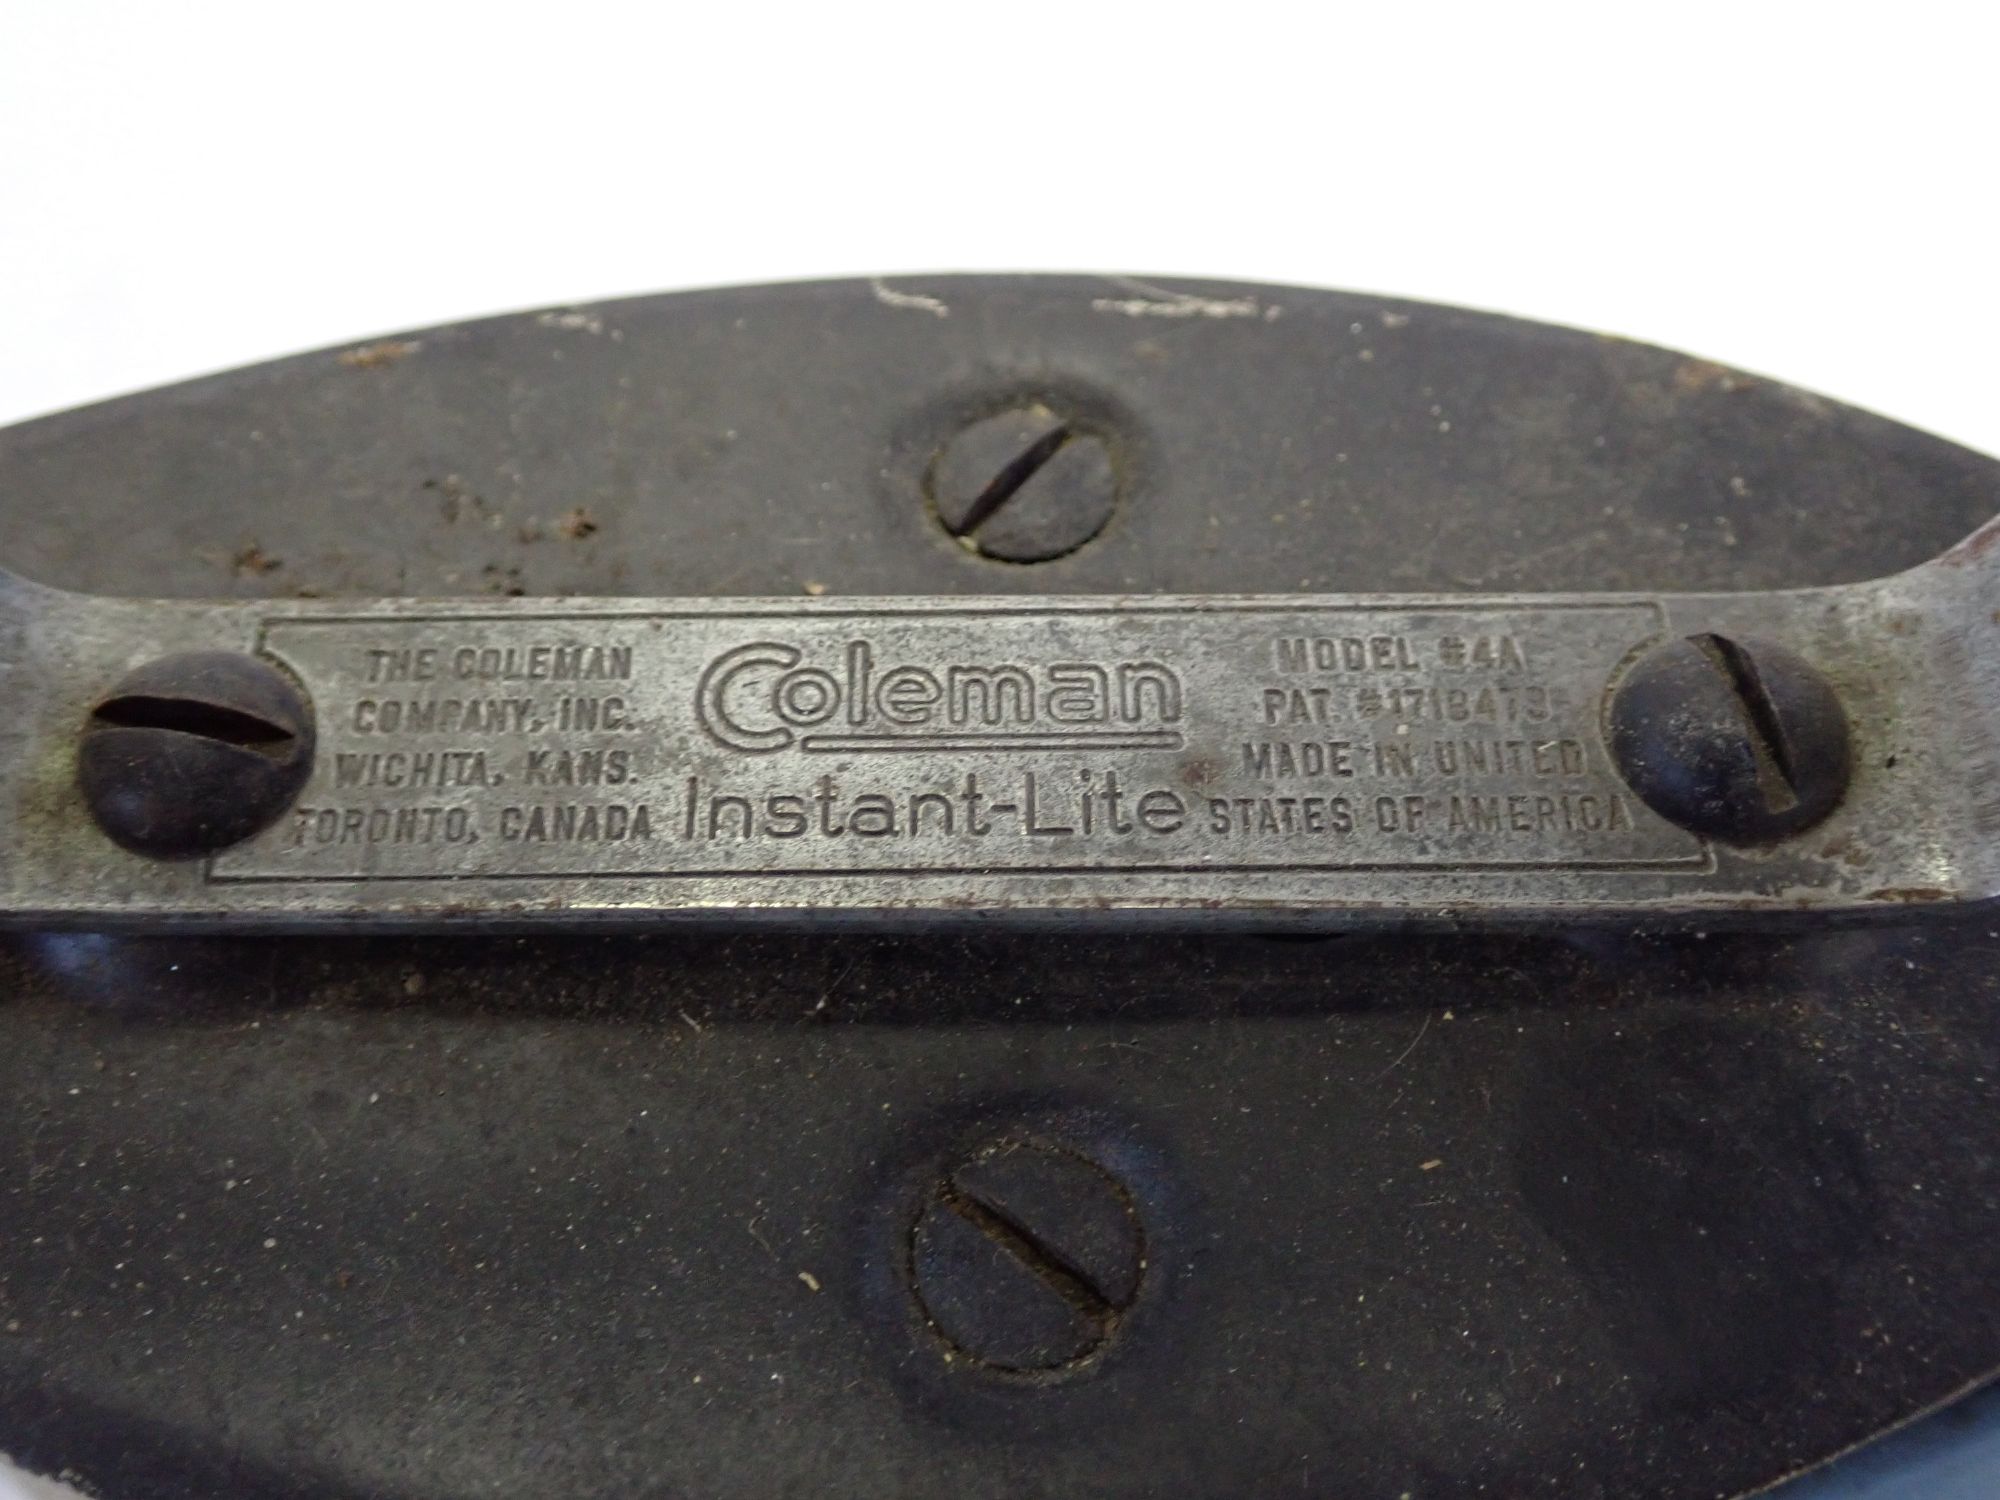 THE COLEMAN
COMPANY, INC.
WICHITA, KANS.
TORONTO, CANADA
Coleman
Instant-Lite
MODEL #4A
PAT. #1718473
MADE IN UNITED
STATES OF AMERICA